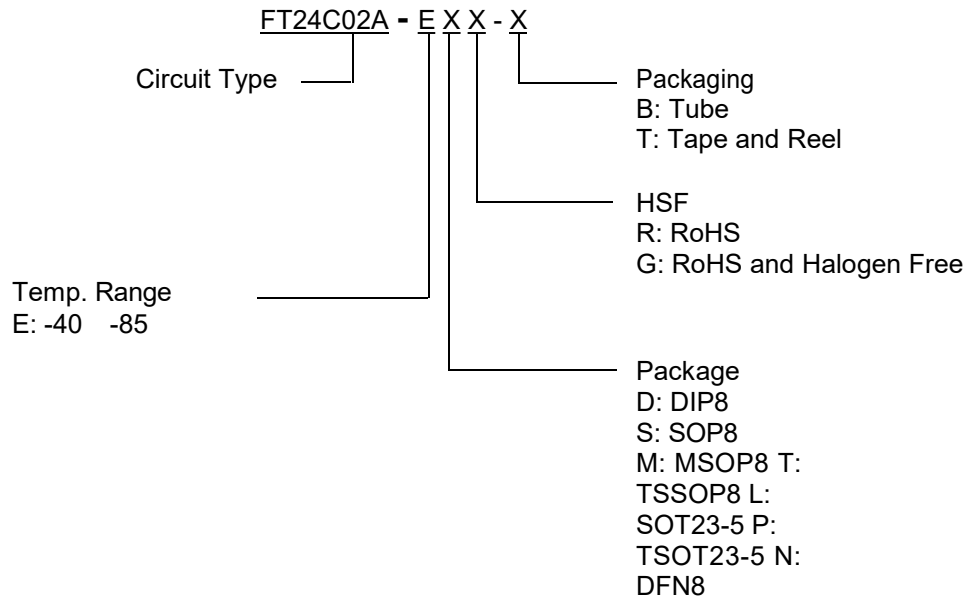 FT24C02A - E X X - X
Circuit Type
Packaging
B: Tube
T: Tape and Reel
HSF
R: RoHS
G: RoHS and Halogen Free
Temp. Range
E: -40 -85
Package
D: DIP8
S: SOP8
M: MSOP8 T:
TSSOP8 L:
SOT23-5 P:
TSOT23-5 N:
DFN8